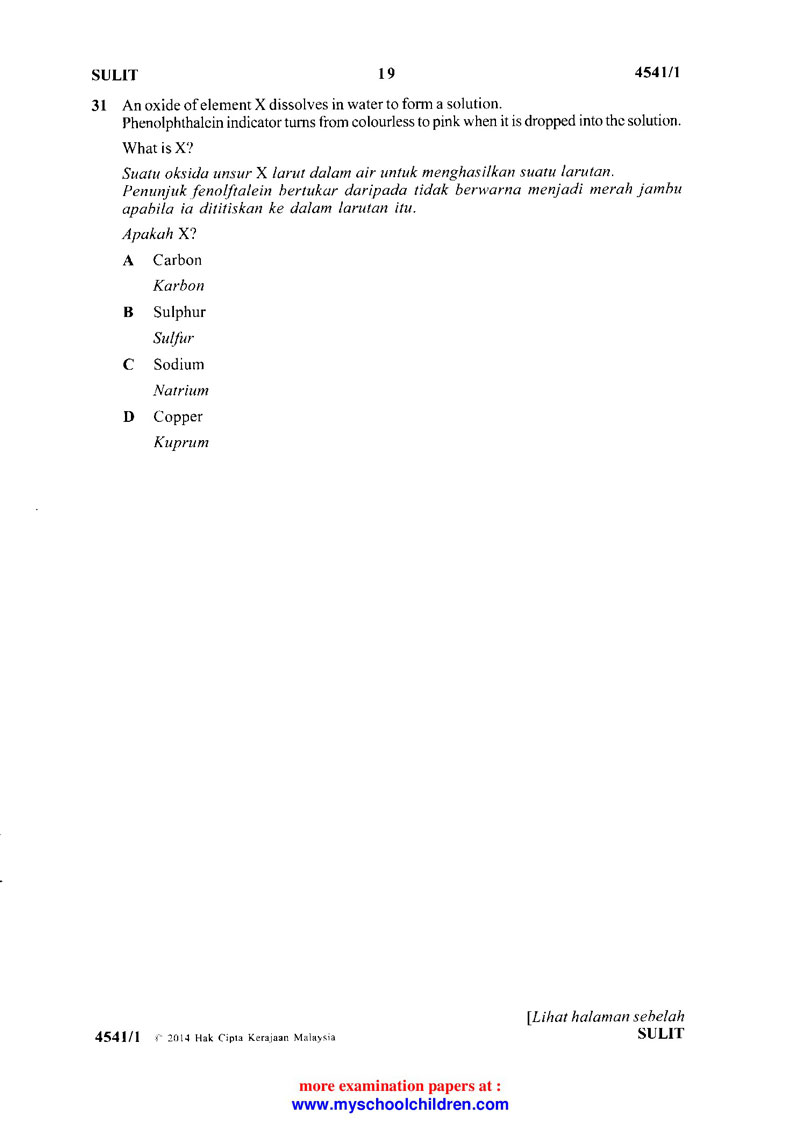 SULIT 19 4541/1
31 An oxide of element X dissolves in water to form a solution.
Phenolphthalein indicator turns from colourless to pink when it is dropped into the solution.
What is X?
Suatu oksida unsur X larut dalam air untuk menghasilkan suatu larutan.
Penunjuk fenolftalein bertukar daripada tidak berwarna menjadi merah jambu
apabila ia dititiskan ke dalam larutan itu.
Apakah X?
A Carbon
Karbon
B Sulphur
Sulfur
C Sodium
Natrium
D Copper
Kuprum
[Lihat halaman sebelah
4541/1 © 2014 Hak Cipta Kerajaan Malaysia SULIT
more examination papers at :
www.myschoolchildren.com